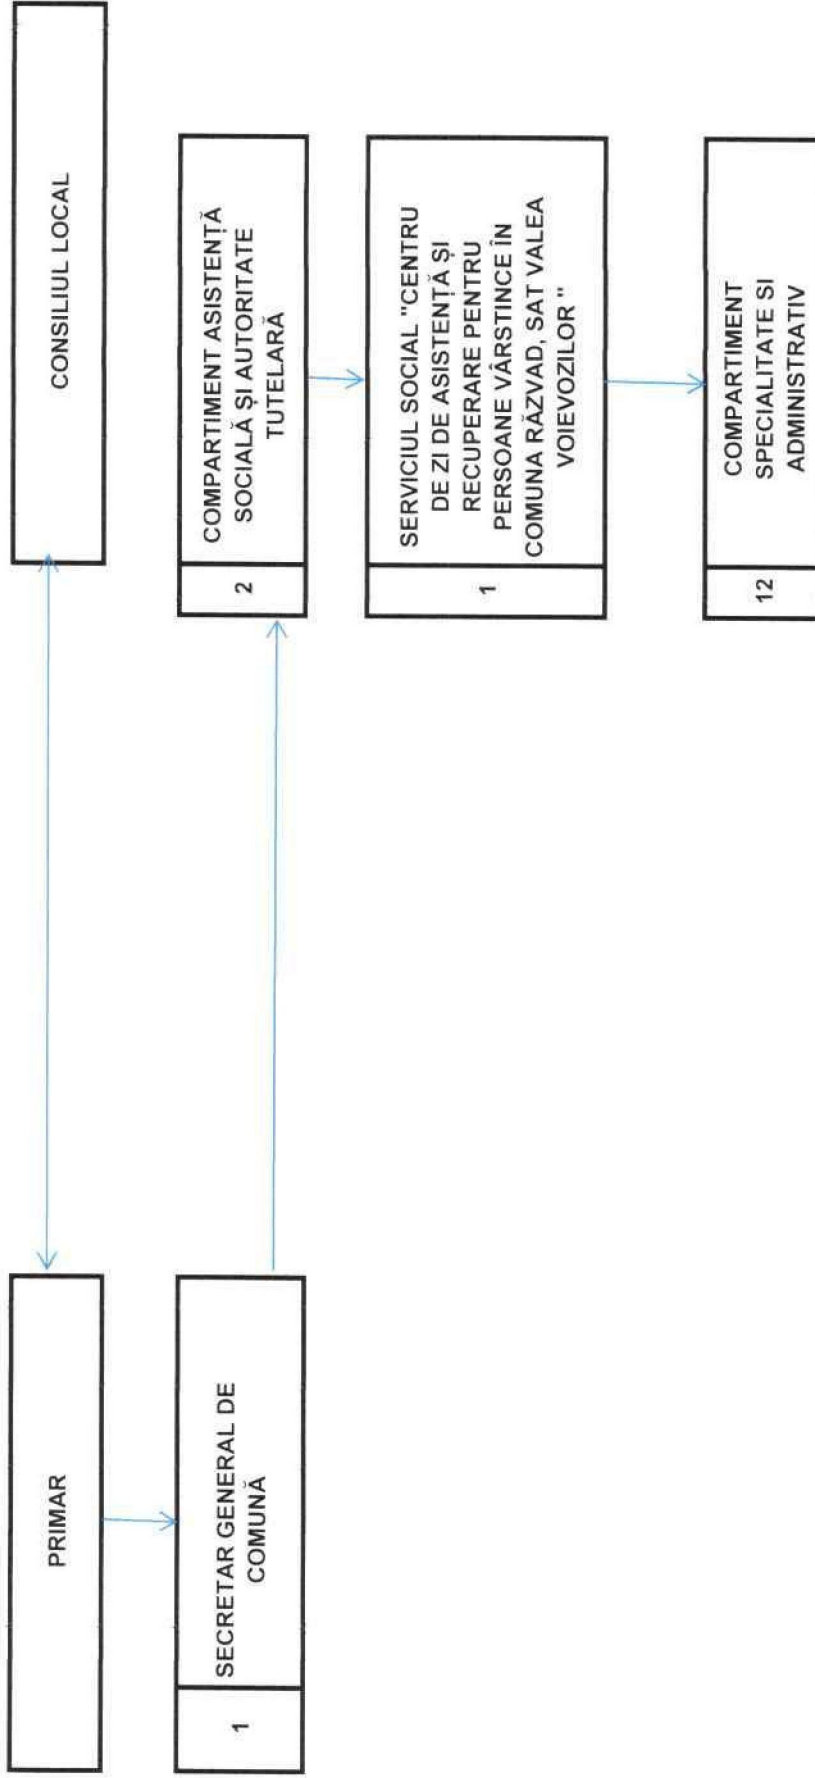 PRIMAR
CONSILIUL LOCAL
1
SECRETAR GENERAL DE
COMUNĂ
2
COMPARTIMENT ASISTENȚĂ
SOCIALĂ ȘI AUTORITATE
TUTELARĂ
1
SERVICIUL SOCIAL "CENTRU
DE ZI DE ASISTENȚĂ ȘI
RECUPERARE PENTRU
PERSOANE VÂRSTINCE ÎN
COMUNA RĂZVAD, SAT VALEA
VOIEVOZILOR "
12
COMPARTIMENT
SPECIALITATE SI
ADMINISTRATIV